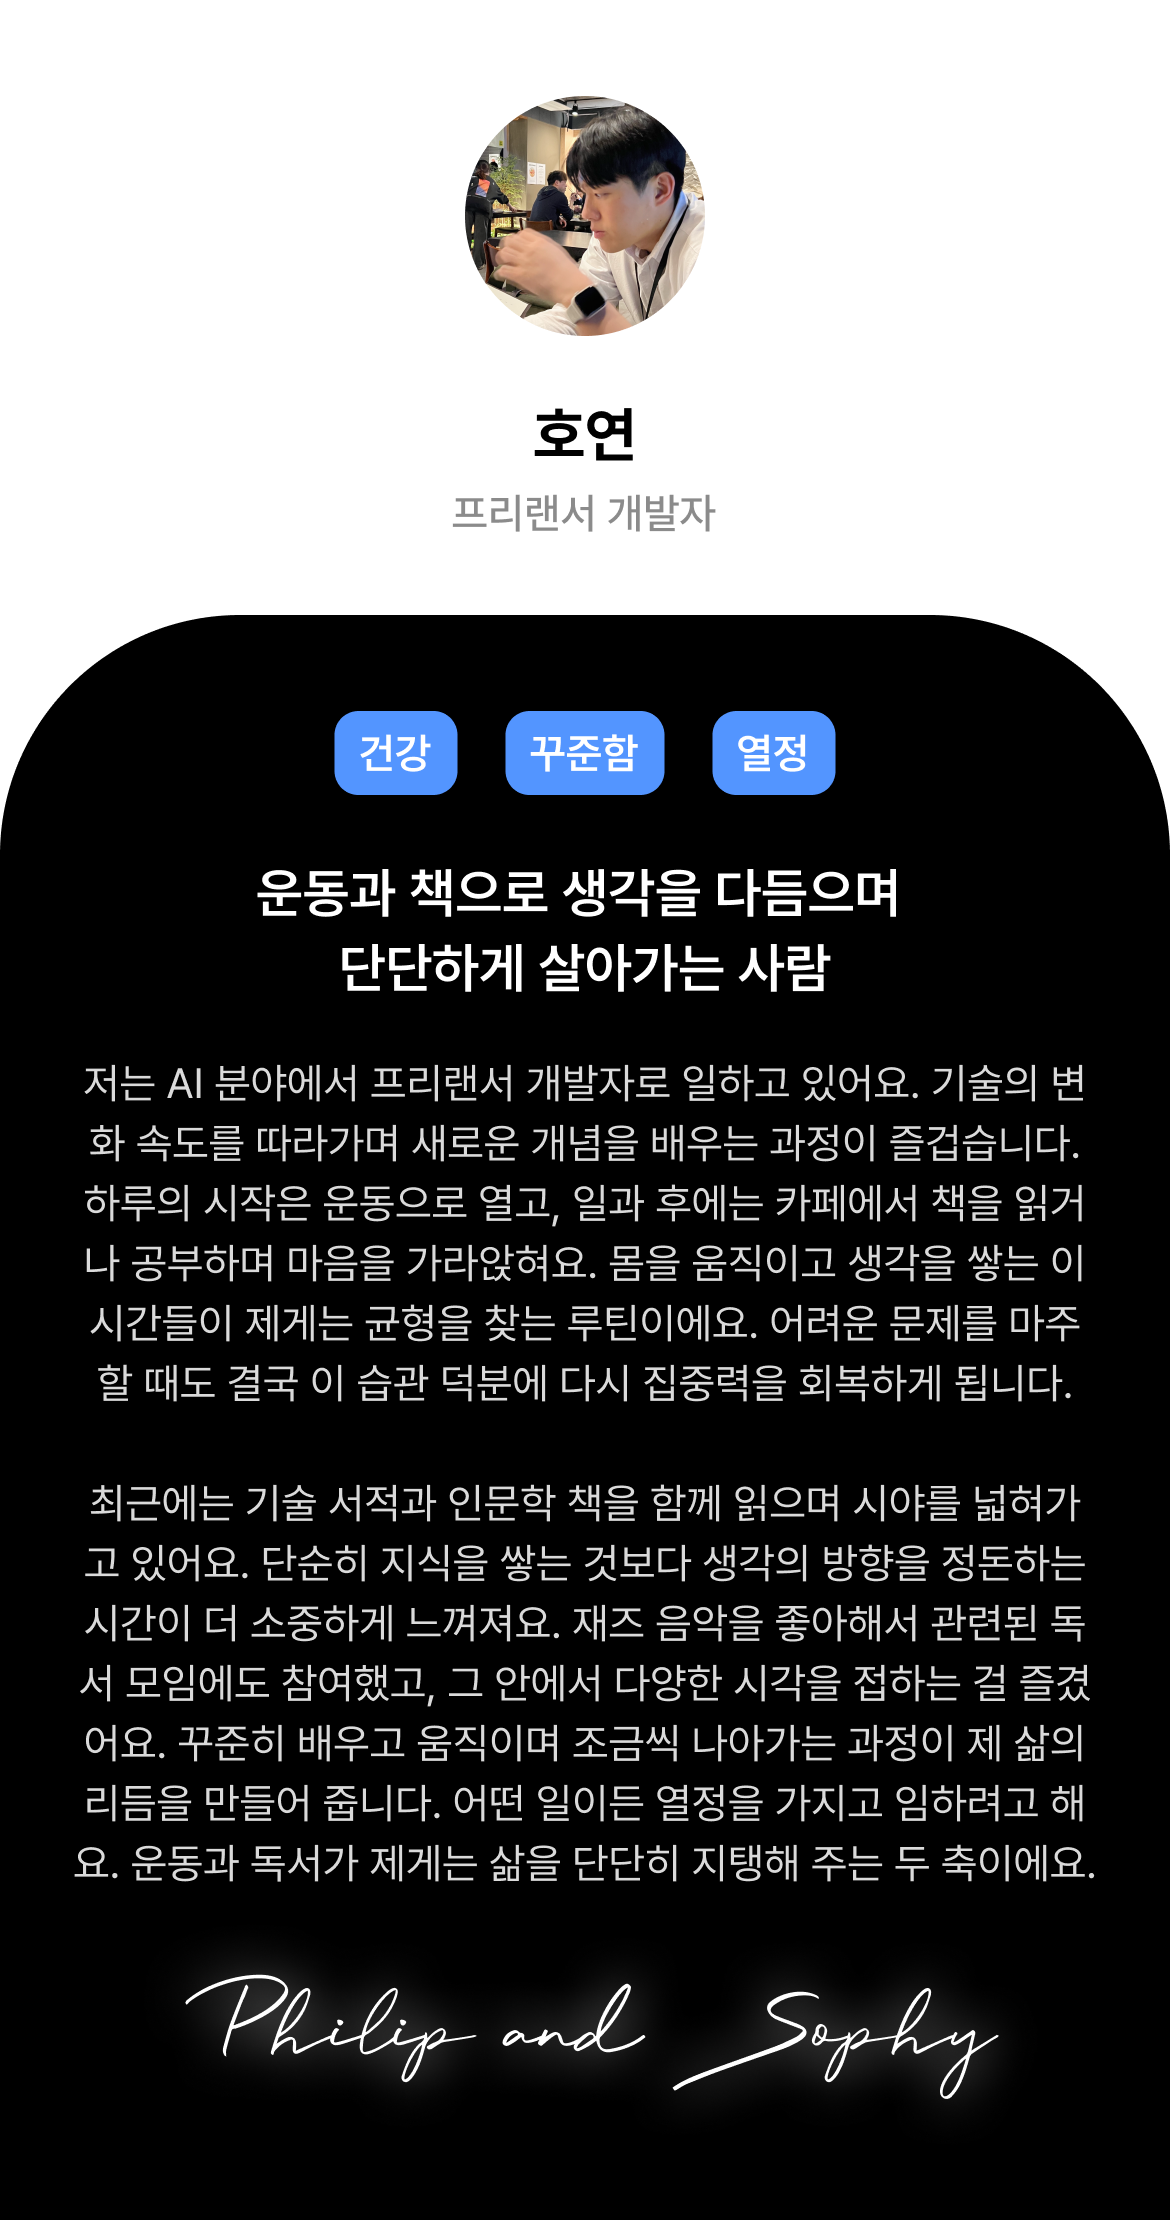 호연
프리랜서 개발자
건강 꾸준함 열정
운동과 책으로 생각을 다듬으며
단단하게 살아가는 사람
저는 AI 분야에서 프리랜서 개발자로 일하고 있어요. 기술의 변
화 속도를 따라가며 새로운 개념을 배우는 과정이 즐겁습니다.
하루의 시작은 운동으로 열고, 일과 후에는 카페에서 책을 읽거
나 공부하며 마음을 가라앉혀요. 몸을 움직이고 생각을 쌓는 이
시간들이 제게는 균형을 찾는 루틴이에요. 어려운 문제를 마주
할 때도 결국 이 습관 덕분에 다시 집중력을 회복하게 됩니다.
최근에는 기술 서적과 인문학 책을 함께 읽으며 시야를 넓혀가
고 있어요. 단순히 지식을 쌓는 것보다 생각의 방향을 정돈하는
시간이 더 소중하게 느껴져요. 재즈 음악을 좋아해서 관련된 독
서 모임에도 참여했고, 그 안에서 다양한 시각을 접하는 걸 즐겼
어요. 꾸준히 배우고 움직이며 조금씩 나아가는 과정이 제 삶의
리듬을 만들어 줍니다. 어떤 일이든 열정을 가지고 임하려고 해
요. 운동과 독서가 제게는 삶을 단단히 지탱해 주는 두 축이에요.
Philip and Sophy